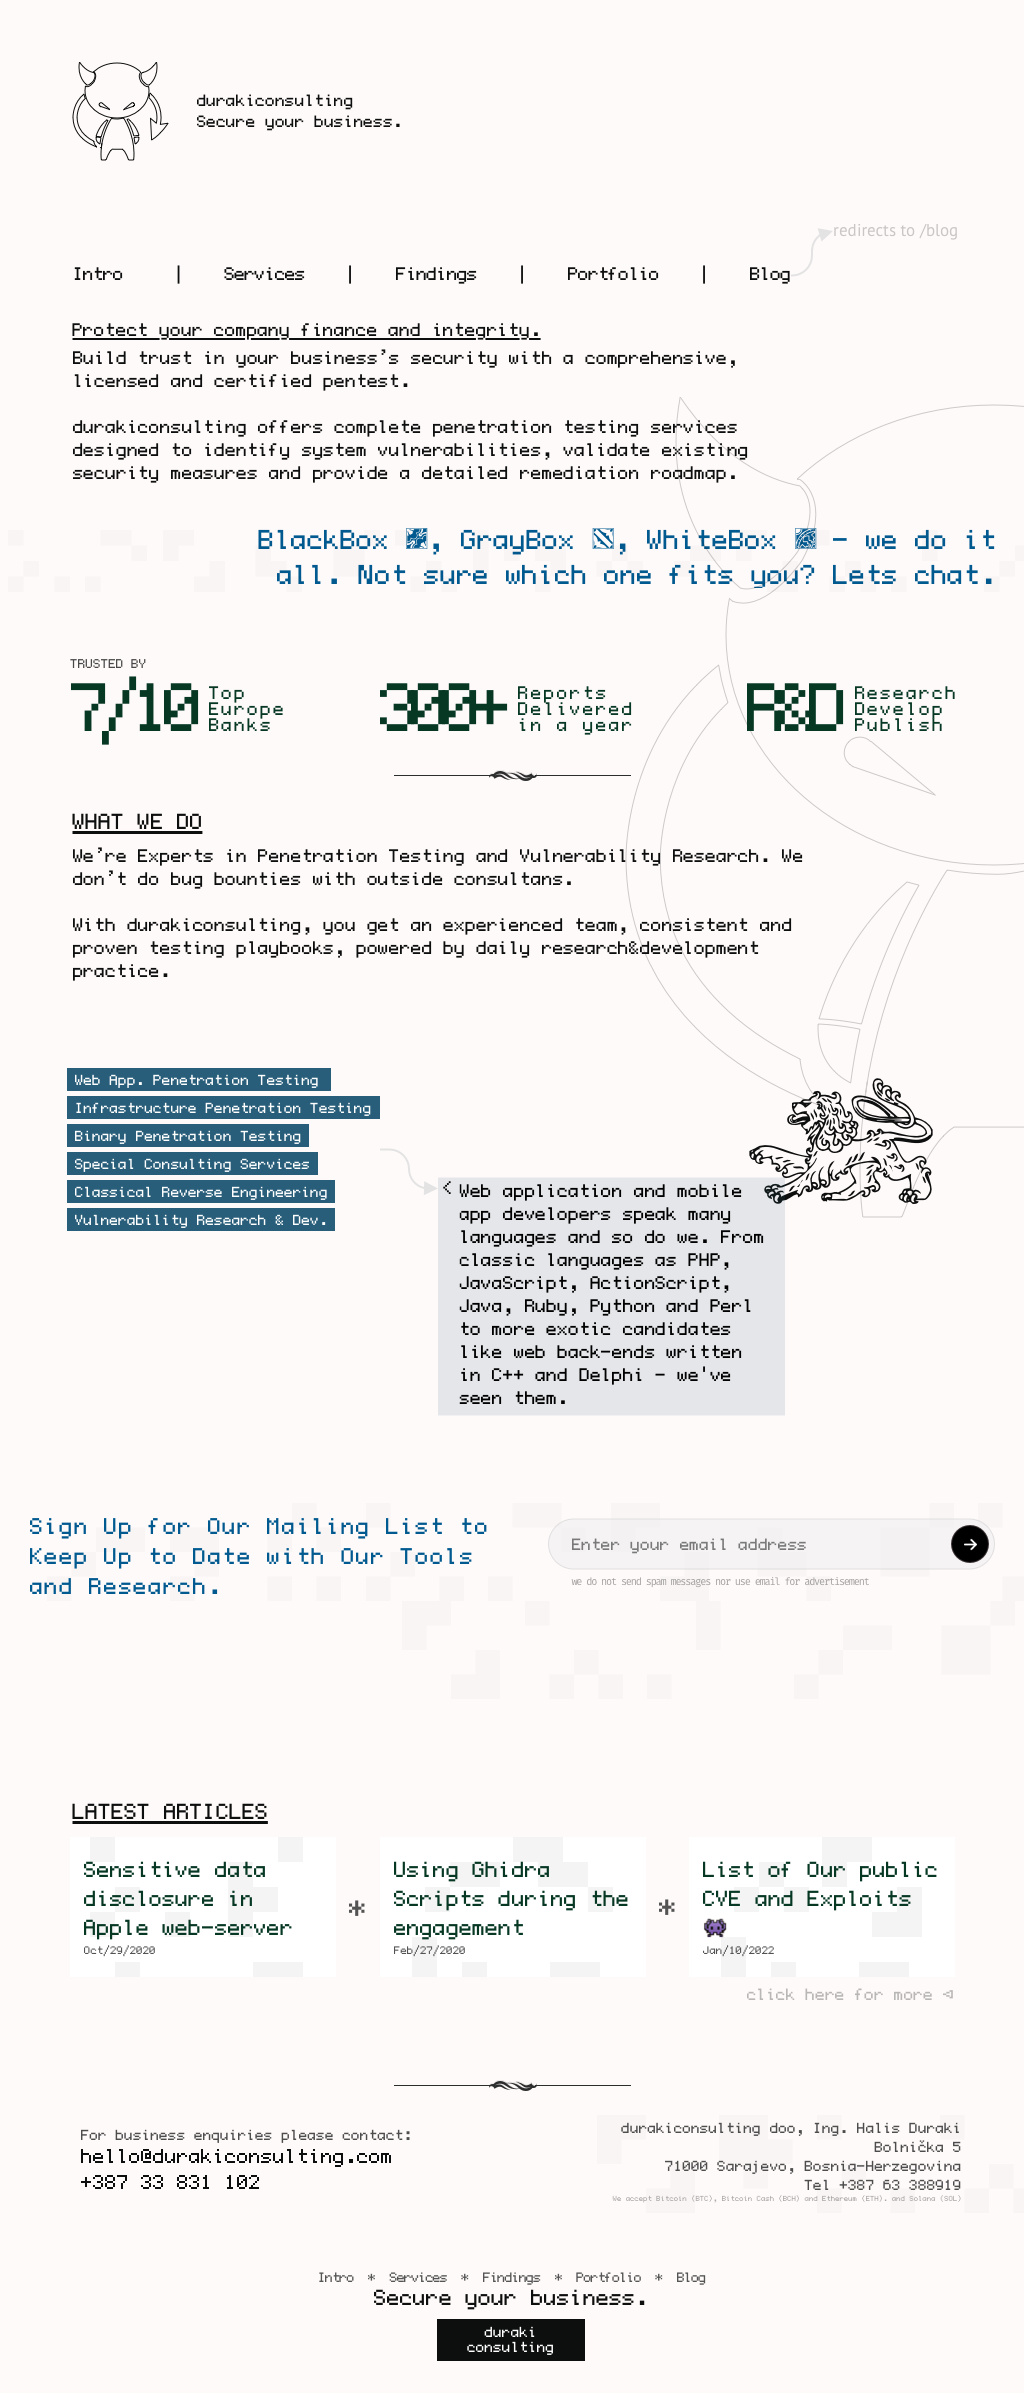 durakiconsulting
Secure your business.
redirects to /blog
Intro | Services | Findings | Portfolio | Blog
Protect your company finance and integrity.
Build trust in your business’s security with a comprehensive,
licensed and certified pentest.
durakiconsulting offers complete penetration testing services
designed to identify system vulnerabilities, validate existing
security measures and provide a detailed remediation roadmap.
BlackBox , GrayBox , WhiteBox - we do it
all. Not sure which one fits you? Lets chat.
TRUSTED BY
7/10 Top
Europe
Banks
300+ Reports
Delivered
in a year
R&D Research
Develop
Publish
WHAT WE DO
We’re Experts in Penetration Testing and Vulnerability Research. We
don’t do bug bounties with outside consultans.
With durakiconsulting, you get an experienced team, consistent and
proven testing playbooks, powered by daily research&development
practice.
Web App. Penetration Testing
Infrastructure Penetration Testing
Binary Penetration Testing
Special Consulting Services
Classical Reverse Engineering
Vulnerability Research & Dev.
Web application and mobile
app developers speak many
languages and so do we. From
classic languages as PHP,
JavaScript, ActionScript,
Java, Ruby, Python and Perl
to more exotic candidates
like web back-ends written
in C++ and Delphi - we've
seen them.
Sign Up for Our Mailing List to
Keep Up to Date with Our Tools
and Research.
Enter your email address
we do not send spam messages nor use email for advertisement
LATEST ARTICLES
Sensitive data
disclosure in
Apple web-server
Oct/29/2020
*
Using Ghidra
Scripts during the
engagement
Feb/27/2020
*
List of Our public
CVE and Exploits
👾
Jan/10/2022
click here for more ⊲
For business enquiries please contact:
hello@durakiconsulting.com
+387 33 831 102
durakiconsulting doo, Ing. Halis Duraki
Bolnička 5
71000 Sarajevo, Bosnia-Herzegovina
Tel +387 63 388919
We accept Bitcoin (BTC), Bitcoin Cash (BCH) and Ethereum (ETH). and Solana (SOL)
Intro * Services * Findings * Portfolio * Blog
Secure your business.
duraki
consulting